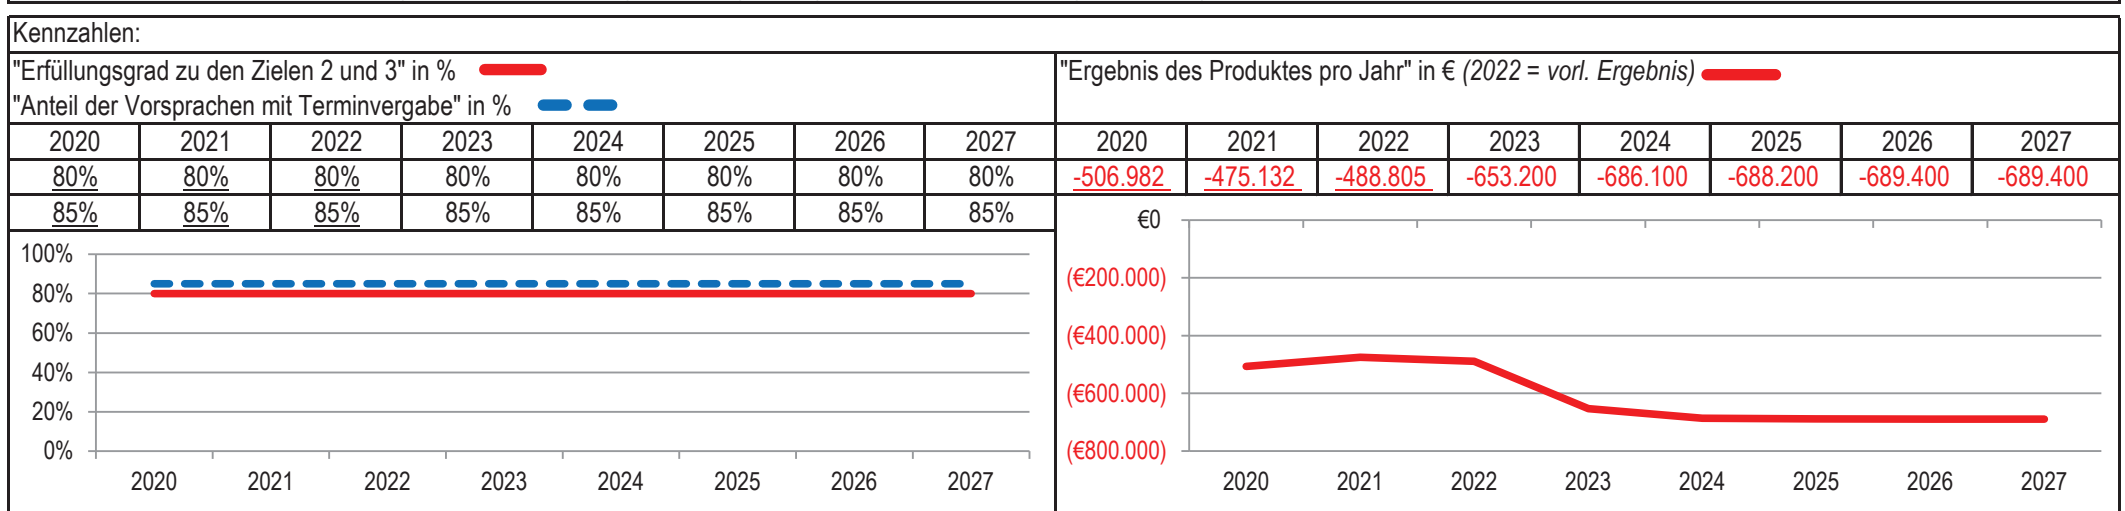 Kennzahlen:
"Erfüllungsgrad zu den Zielen 2 und 3" in %
"Anteil der Vorsprachen mit Terminvergabe" in %
"Ergebnis des Produktes pro Jahr" in € (2022 = vorl. Ergebnis)
2020 2021 2022 2023 2024 2025 2026 2027
80% 80% 80% 80% 80% 80% 80% 80%
85% 85% 85% 85% 85% 85% 85% 85%
2020 2021 2022 2023 2024 2025 2026 2027
-506.982 -475.132 -488.805 -653.200 -686.100 -688.200 -689.400 -689.400
100%
80%
60%
40%
20%
0%
2020 2021 2022 2023 2024 2025 2026 2027
€0
(€200.000)
(€400.000)
(€600.000)
(€800.000)
2020 2021 2022 2023 2024 2025 2026 2027